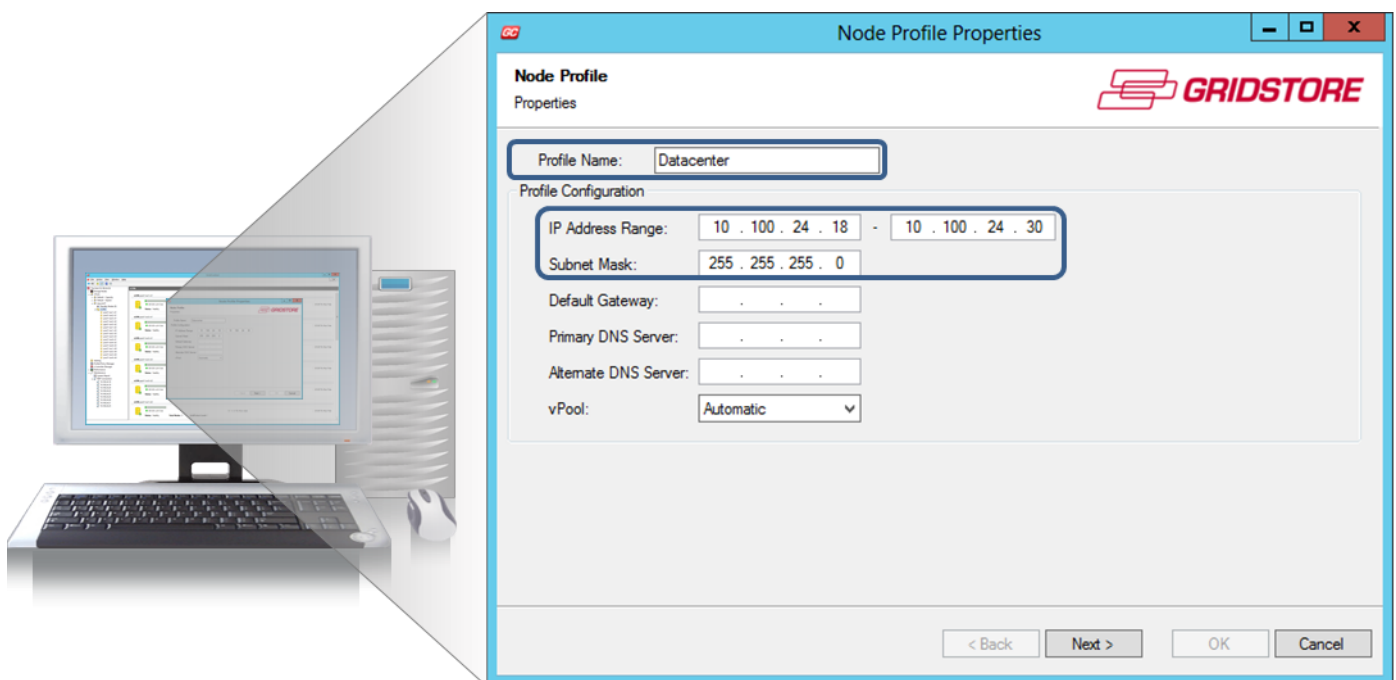 GC Node Profile Properties
Node Profile
Properties
GRIDSTORE
Profile Name: Datacenter
Profile Configuration
IP Address Range: 10 . 100 . 24 . 18 - 10 . 100 . 24 . 30
Subnet Mask: 255 . 255 . 255 . 0
Default Gateway: . . .
Primary DNS Server: . . .
Alternate DNS Server: . . .
vPool: Automatic
< Back Next > OK Cancel